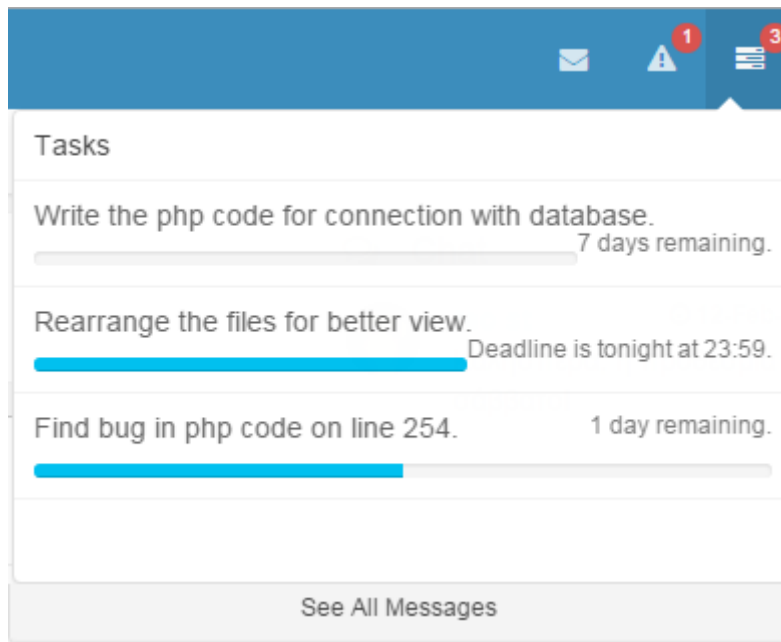 1
3
Tasks
Write the php code for connection with database.
7 days remaining.
Rearrange the files for better view.
Deadline is tonight at 23:59.
Find bug in php code on line 254.
1 day remaining.
See All Messages